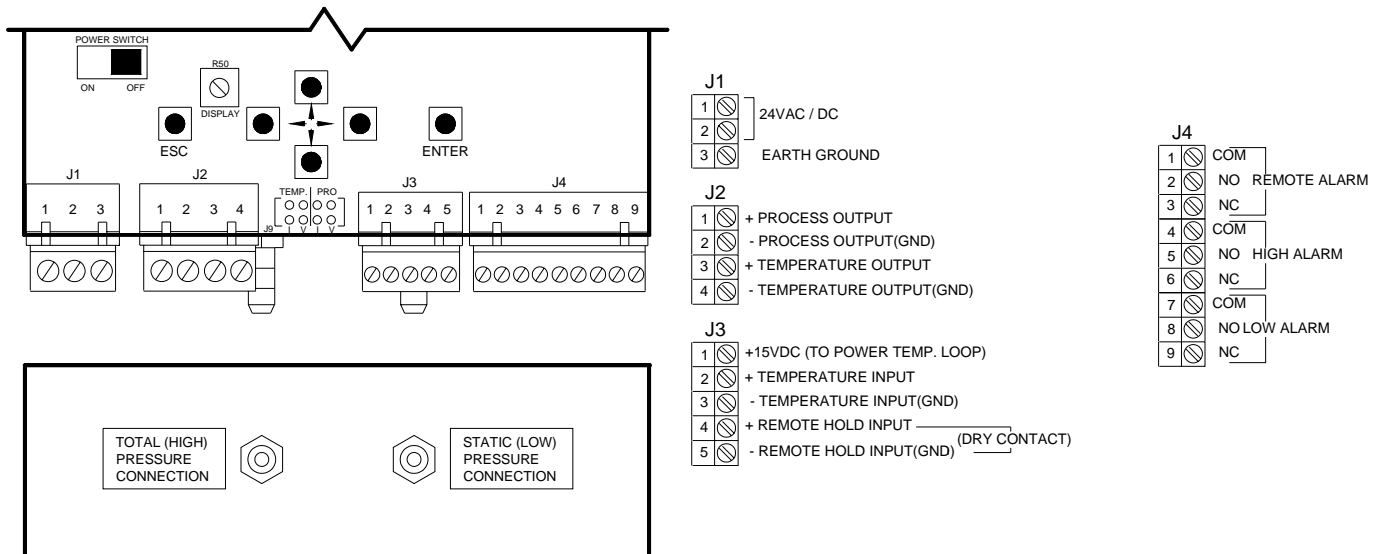 POWER SWITCH
ON OFF
R50
DISPLAY
ESC
ENTER
J1
1 2 3
J2
1 2 3 4
TEMP. PRO
I V I V
J9
J3
1 2 3 4 5
J4
1 2 3 4 5 6 7 8 9
TOTAL (HIGH)
PRESSURE
CONNECTION
STATIC (LOW)
PRESSURE
CONNECTION
J1
1
2
24VAC / DC
3 EARTH GROUND
J2
1 + PROCESS OUTPUT
2 - PROCESS OUTPUT(GND)
3 + TEMPERATURE OUTPUT
4 - TEMPERATURE OUTPUT(GND)
J3
1 +15VDC (TO POWER TEMP. LOOP)
2 + TEMPERATURE INPUT
3 - TEMPERATURE INPUT(GND)
4 + REMOTE HOLD INPUT
5 - REMOTE HOLD INPUT(GND)
(DRY CONTACT)
J4
1 COM
2 NO REMOTE ALARM
3 NC
4 COM
5 NO HIGH ALARM
6 NC
7 COM
8 NO LOW ALARM
9 NC